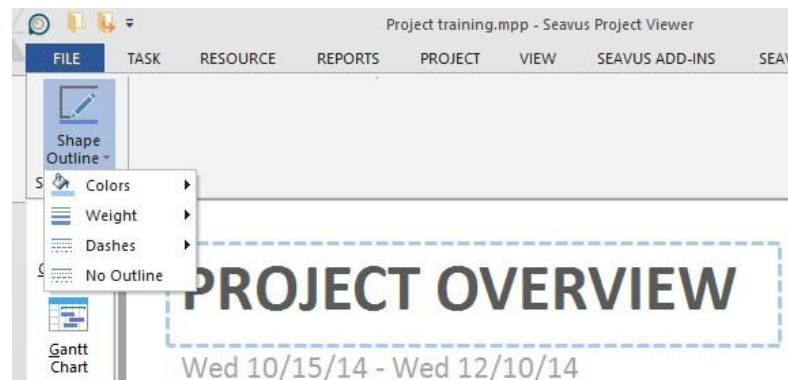 Project training.mpp - Seavus Project Viewer
FILE TASK RESOURCE REPORTS PROJECT VIEW SEAVUS ADD-INS SEAV
Shape
Outline
S
Colors
Weight
Dashes
No Outline
PROJECT OVERVIEW
Gantt
Chart
Wed 10/15/14 - Wed 12/10/14